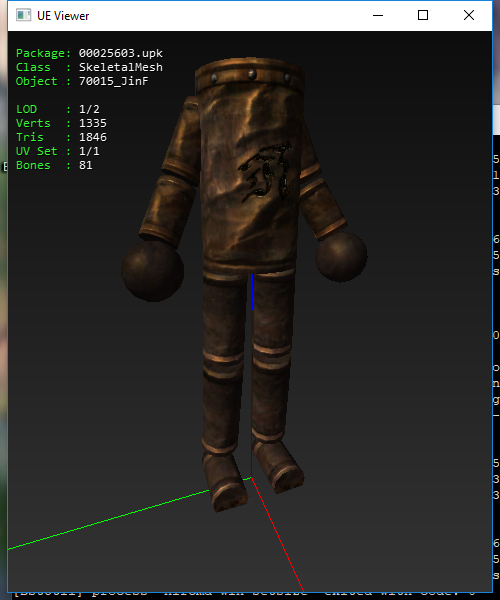 UE Viewer
Package: 00025603.upk
Class : SkeletalMesh
Object : 70015_JinF
LOD : 1/2
Verts : 1335
Tris : 1846
UV Set : 1/1
Bones : 81